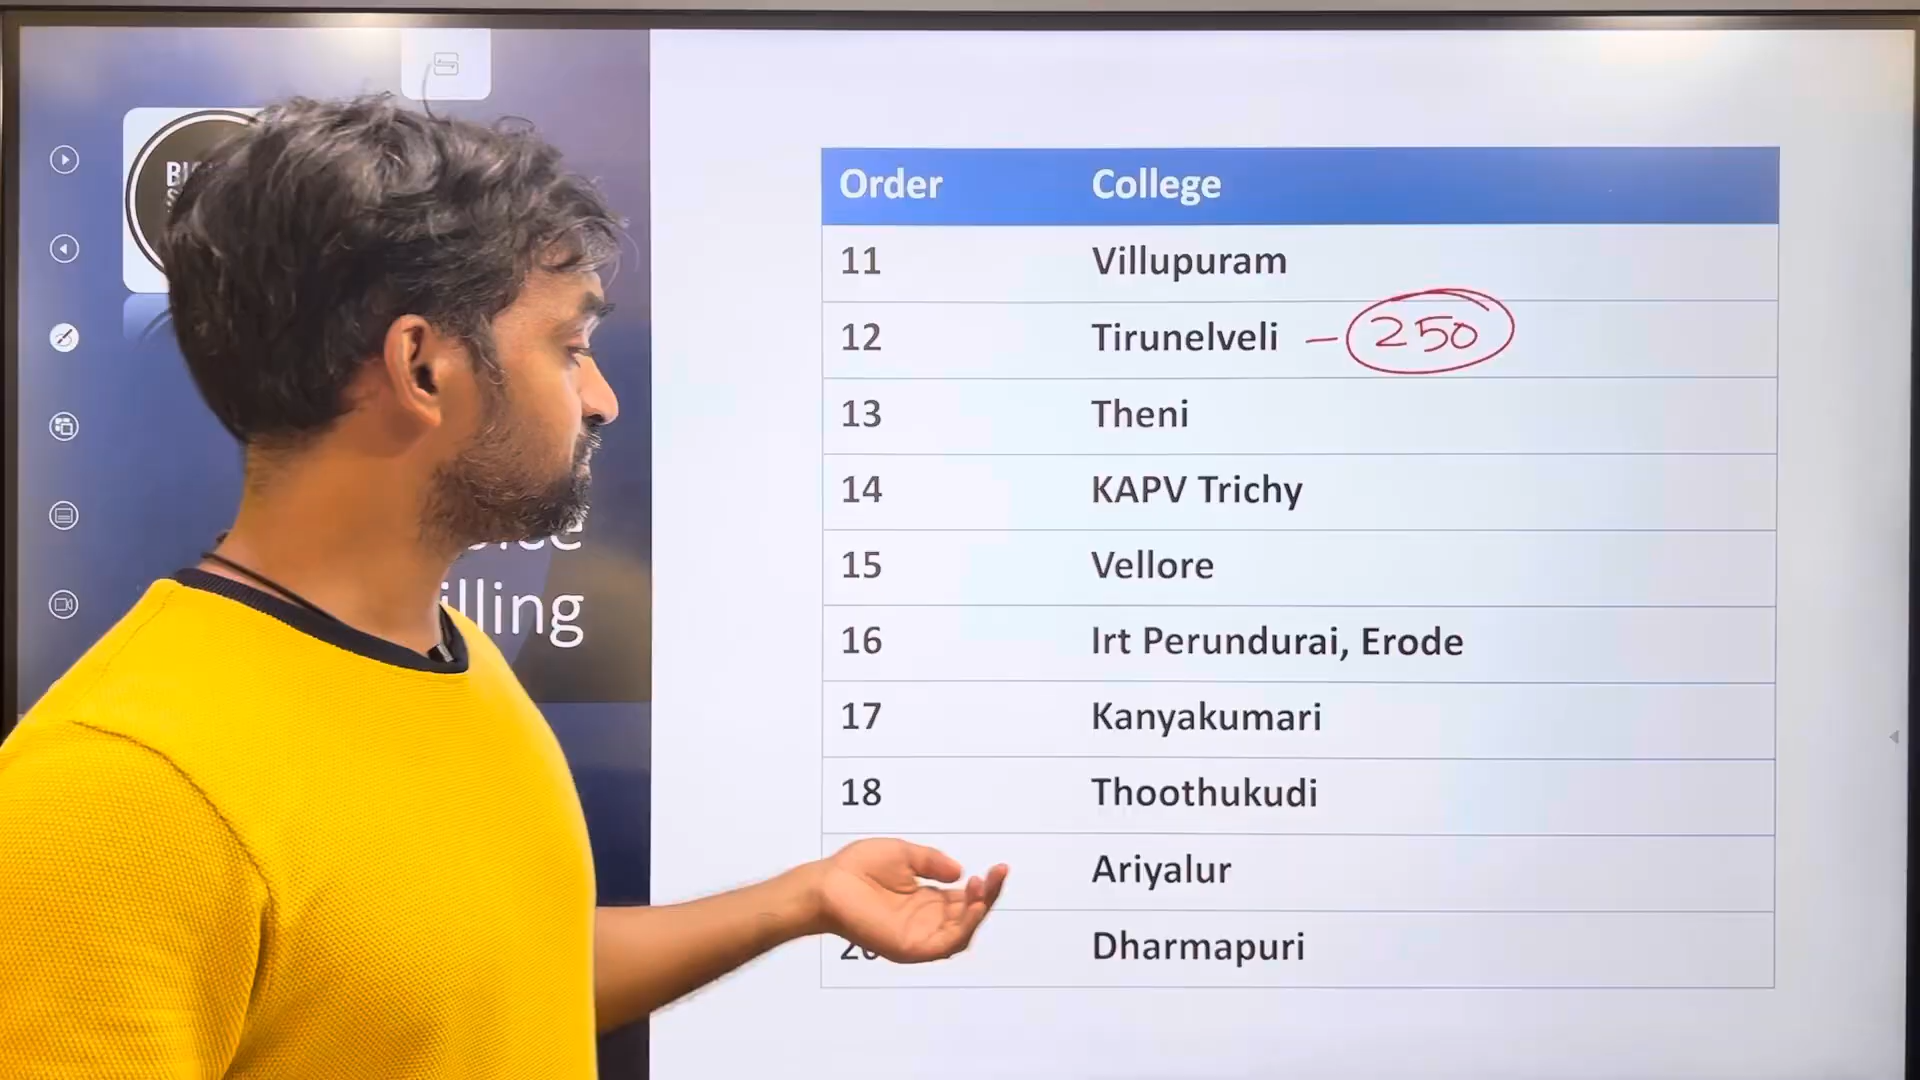 illing
Order College
11 Villupuram
12 Tirunelveli - 250
13 Theni
14 KAPV Trichy
15 Vellore
16 Irt Perundurai, Erode
17 Kanyakumari
18 Thoothukudi
Ariyalur
Dharmapuri